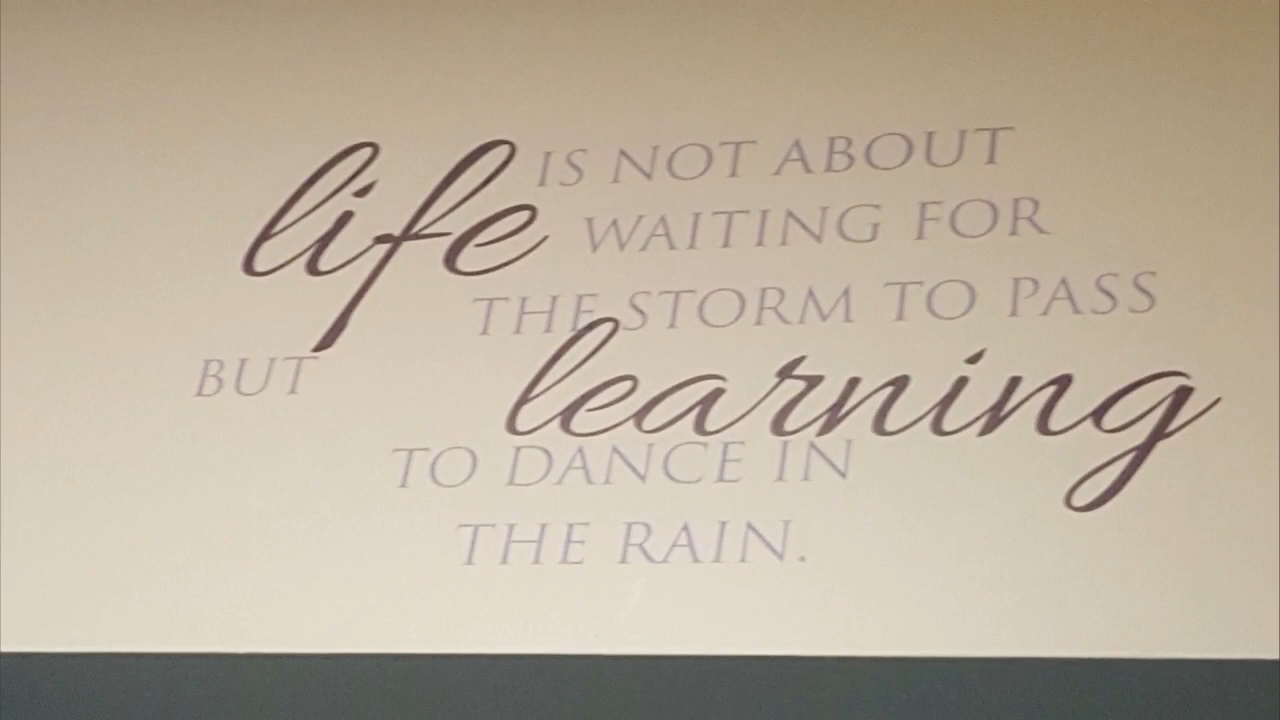 life IS NOT ABOUT
WAITING FOR
THE STORM TO PASS
BUT learning
TO DANCE IN
THE RAIN.